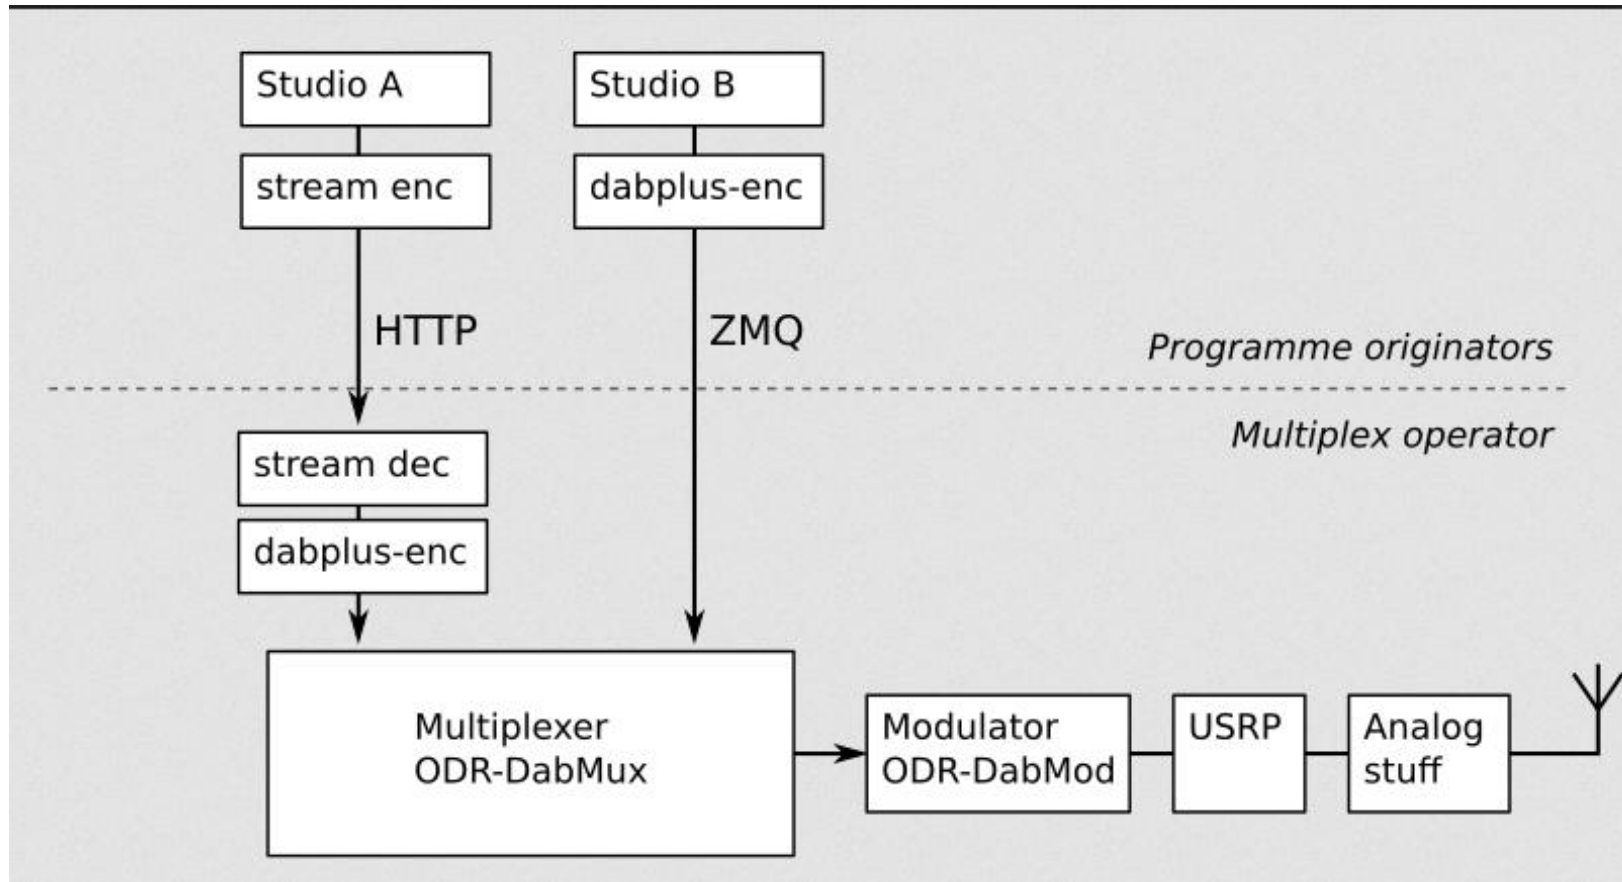 Studio A
Studio B
stream enc
dabplus-enc
HTTP
ZMQ
Programme originators
Multiplex operator
stream dec
dabplus-enc
Multiplexer
ODR-DabMux
Modulator
ODR-DabMod
USRP
Analog
stuff